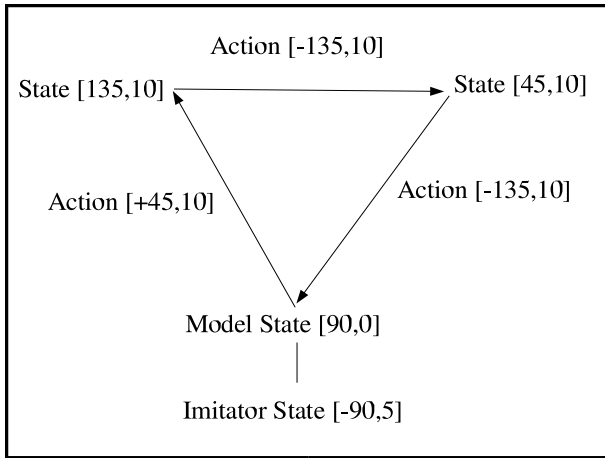 Action [-135,10]
State [135,10]
State [45,10]
Action [+45,10]
Action [-135,10]
Model State [90,0]
Imitator State [-90,5]